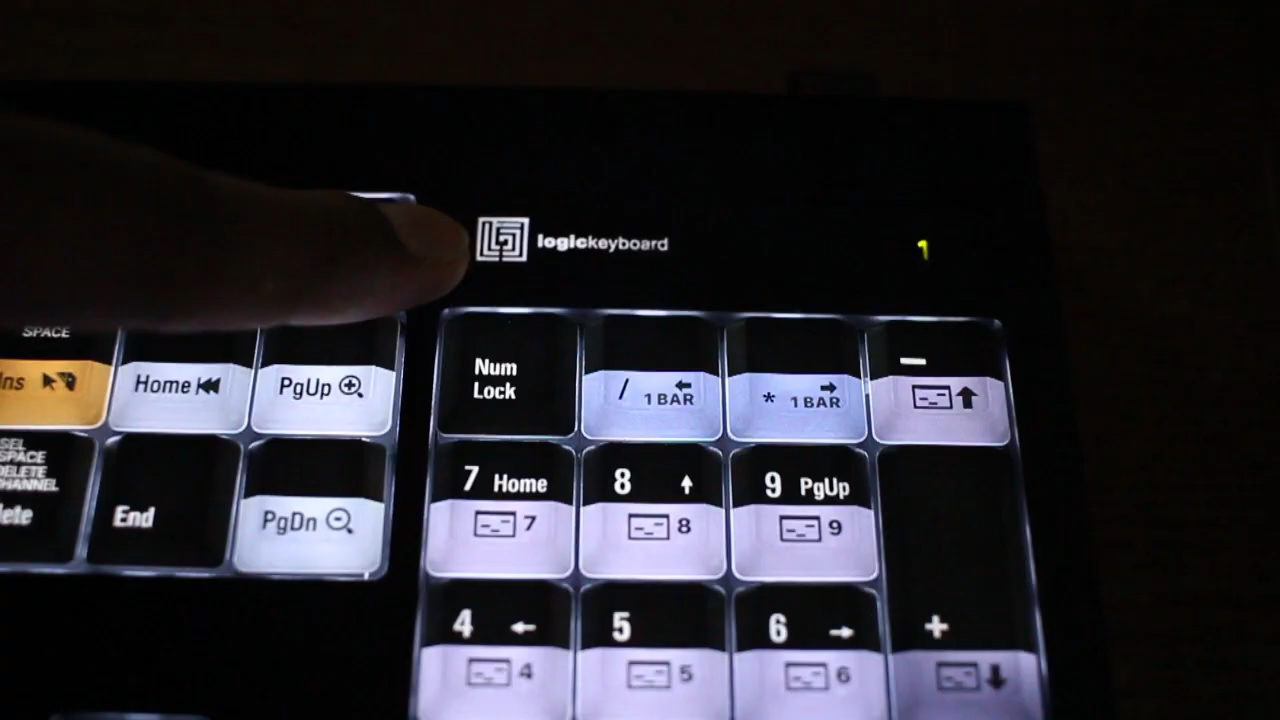 logickeyboard
1
SPACE
Ins
Home
PgUp
Num
Lock
/ 1 BAR
* 1 BAR
-
SEL
SPACE
DELETE
CHANNEL
End
PgDn
7 Home
7
8
8
9 PgUp
9
4
4
5
5
6
6
+